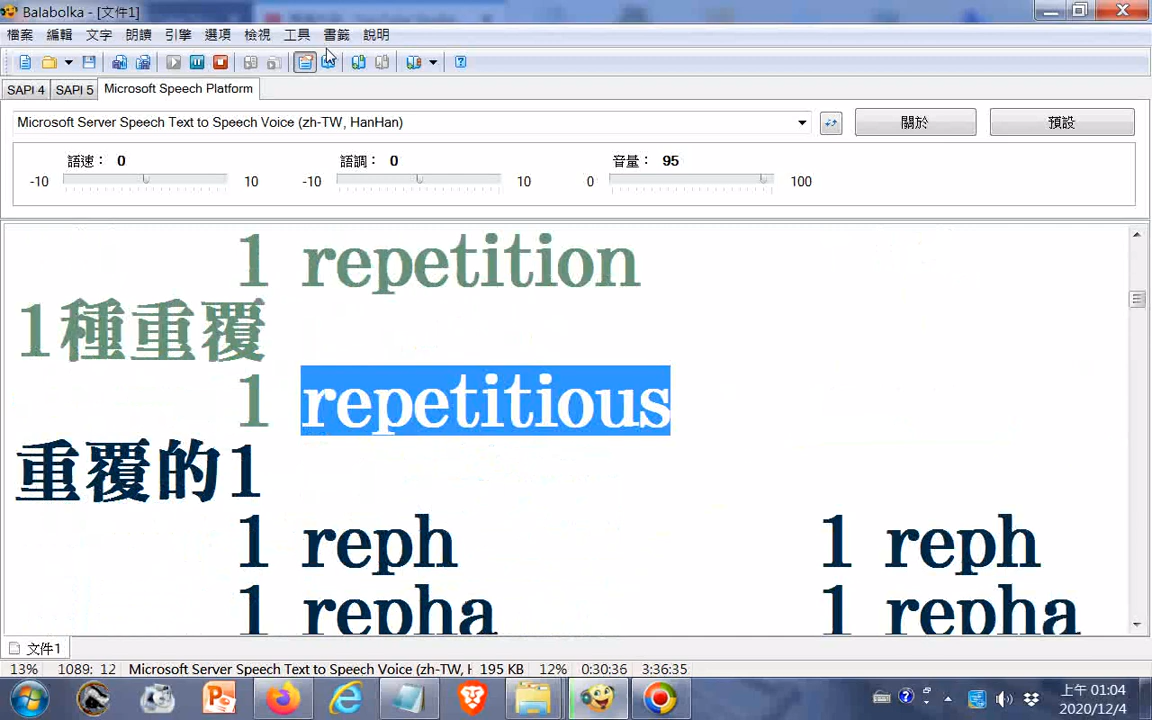 Balabolka - [文件1]
檔案 編輯 文字 朗讀 引擎 選項 檢視 工具 書籤 說明
SAPI 4 SAPI 5 Microsoft Speech Platform
Microsoft Server Speech Text to Speech Voice (zh-TW, HanHan) 關於 預設
語速： 0 語調： 0 音量： 95
-10 10 -10 10 0 100
1 repetition
1種重覆
1 repetitious
重覆的1
1 reph 1 reph
1 repha 1 repha
文件1
13% 1089: 12 Microsoft Server Speech Text to Speech Voice (zh-TW, H 195 KB 12% 0:30:36 3:36:35
上午 01:04
2020/12/4